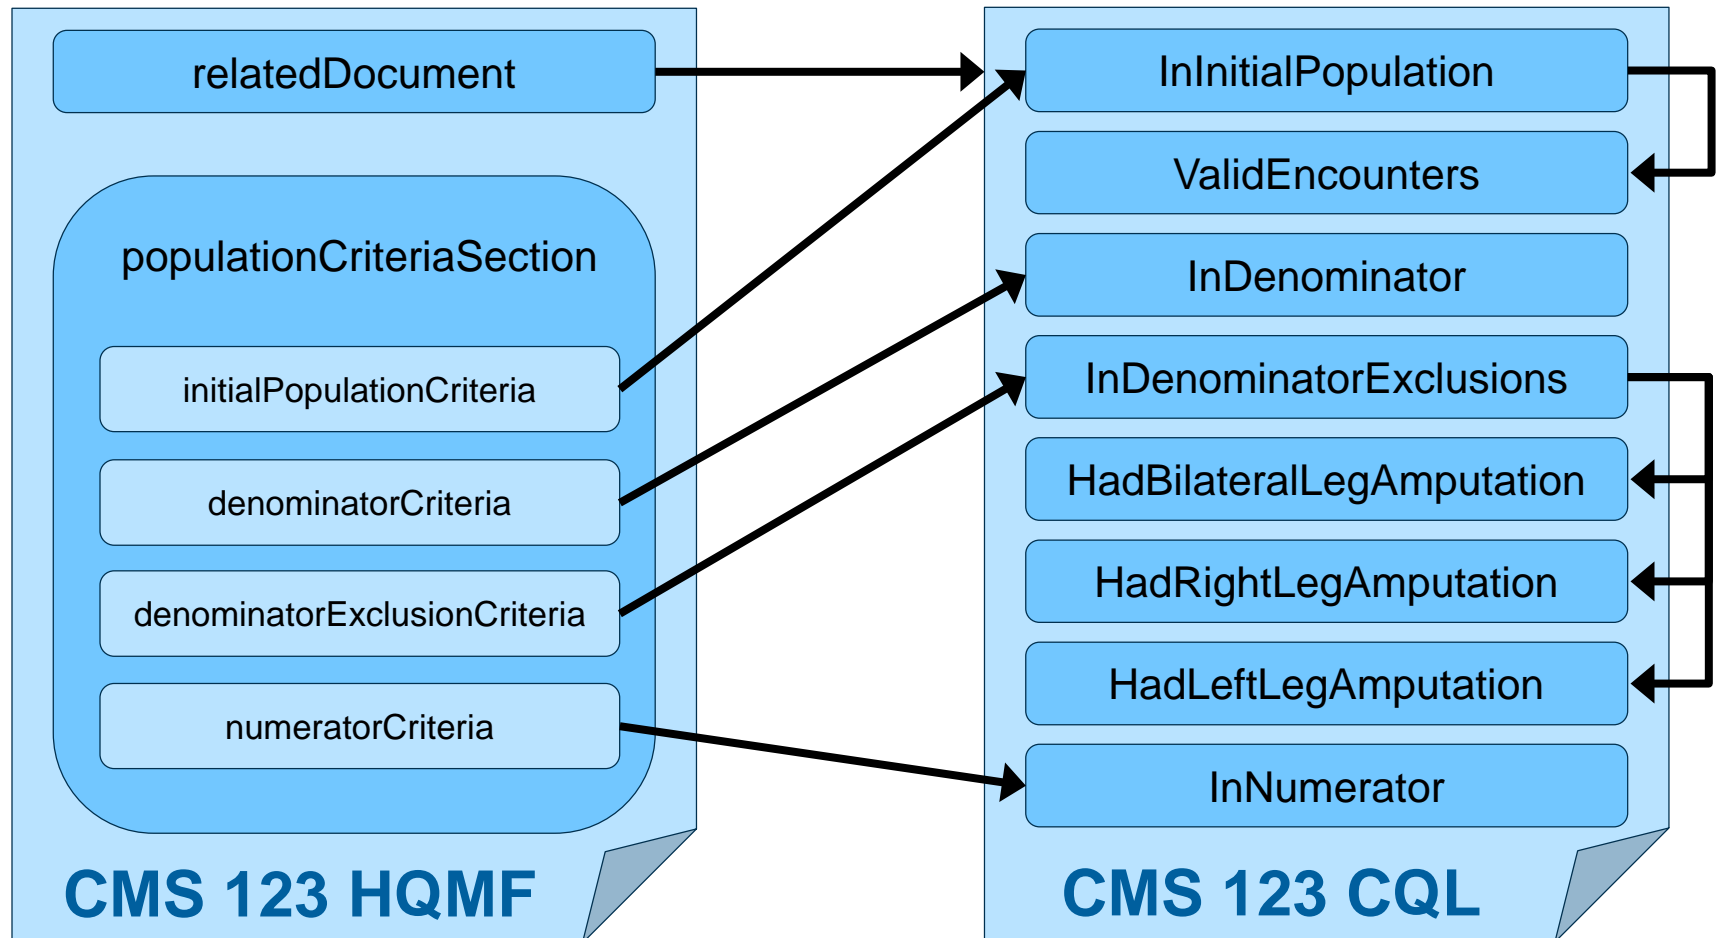 relatedDocument
populationCriteriaSection
initialPopulationCriteria
denominatorCriteria
denominatorExclusionCriteria
numeratorCriteria
CMS 123 HQMF
InInitialPopulation
ValidEncounters
InDenominator
InDenominatorExclusions
HadBilateralLegAmputation
HadRightLegAmputation
HadLeftLegAmputation
InNumerator
CMS 123 CQL